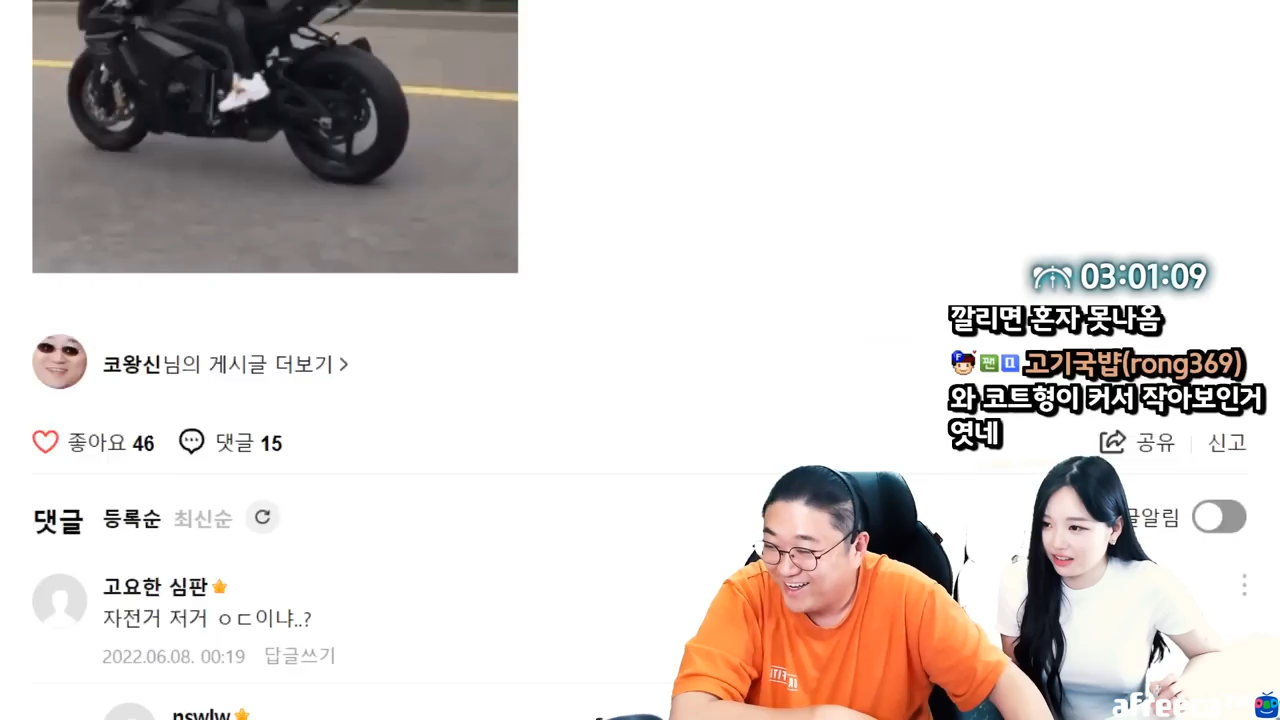 03:01:09
깔리면 혼자 못나옴
F 팬 고기국뱝(rong369)
와 코트형이 커서 작아보인거
엿네
코왕신님의 게시글 더보기 >
좋아요 46 댓글 15
공유 신고
댓글 등록순 최신순
글알림
고요한 심판
자전거 저거 ㅇㄷ이냐..?
2022.06.08. 00:19 답글쓰기
nswlw